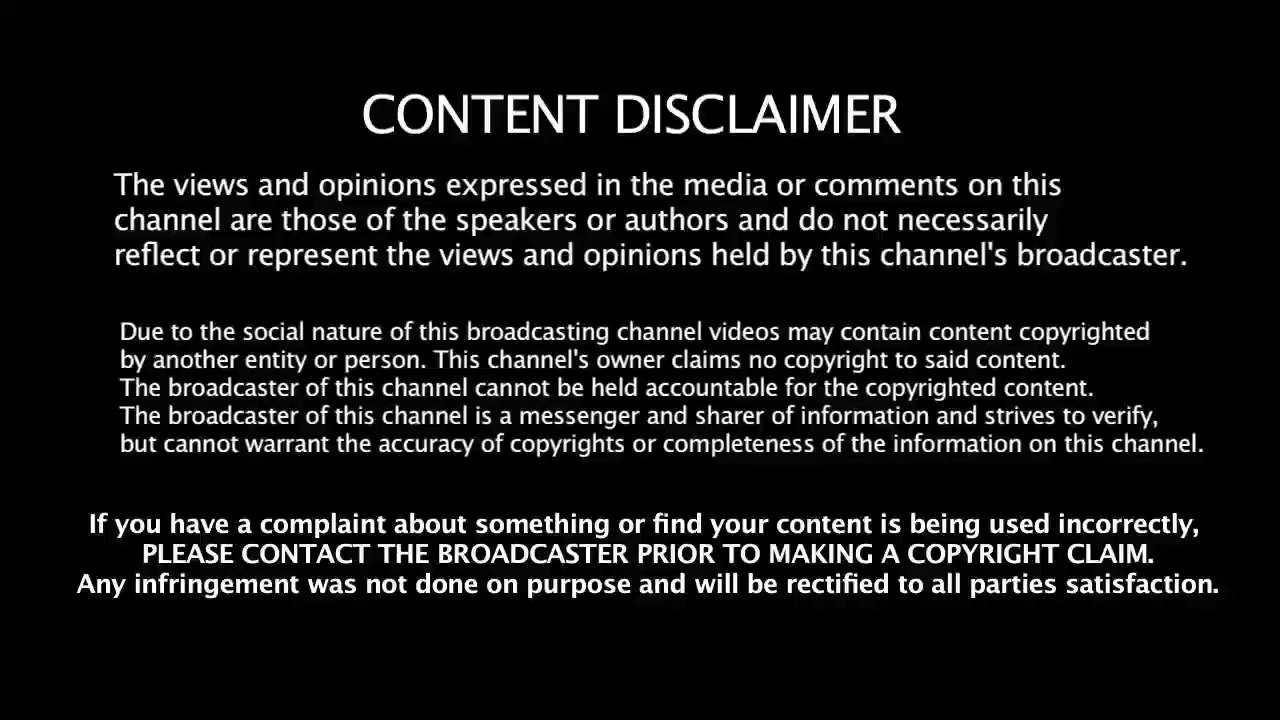 CONTENT DISCLAIMER
The views and opinions expressed in the media or comments on this
channel are those of the speakers or authors and do not necessarily
reflect or represent the views and opinions held by this channel's broadcaster.
Due to the social nature of this broadcasting channel videos may contain content copyrighted
by another entity or person. This channel's owner claims no copyright to said content.
The broadcaster of this channel cannot be held accountable for the copyrighted content.
The broadcaster of this channel is a messenger and sharer of information and strives to verify,
but cannot warrant the accuracy of copyrights or completeness of the information on this channel.
If you have a complaint about something or find your content is being used incorrectly,
PLEASE CONTACT THE BROADCASTER PRIOR TO MAKING A COPYRIGHT CLAIM.
Any infringement was not done on purpose and will be rectified to all parties satisfaction.